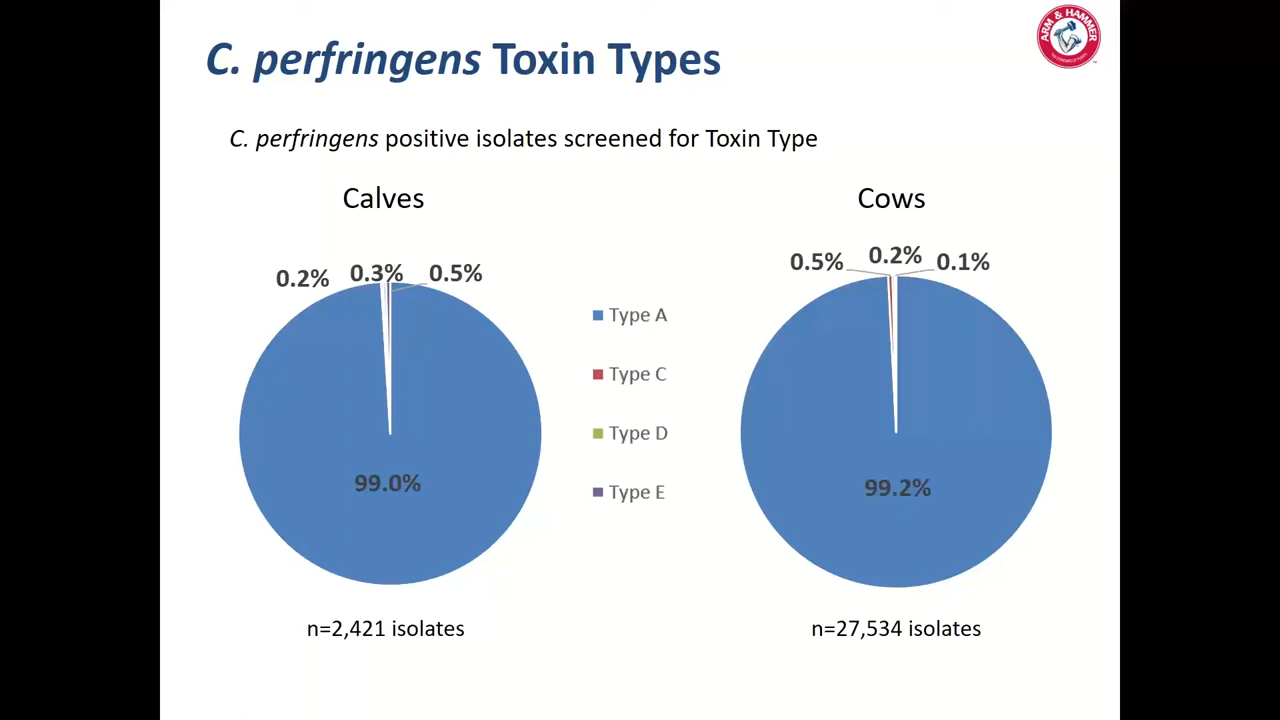 C. perfringens Toxin Types
ARM & HAMMER
C. perfringens positive isolates screened for Toxin Type
Calves
Cows
0.2%
0.3%
0.5%
0.5%
0.2%
0.1%
Type A
Type C
Type D
Type E
99.0%
99.2%
n=2,421 isolates
n=27,534 isolates